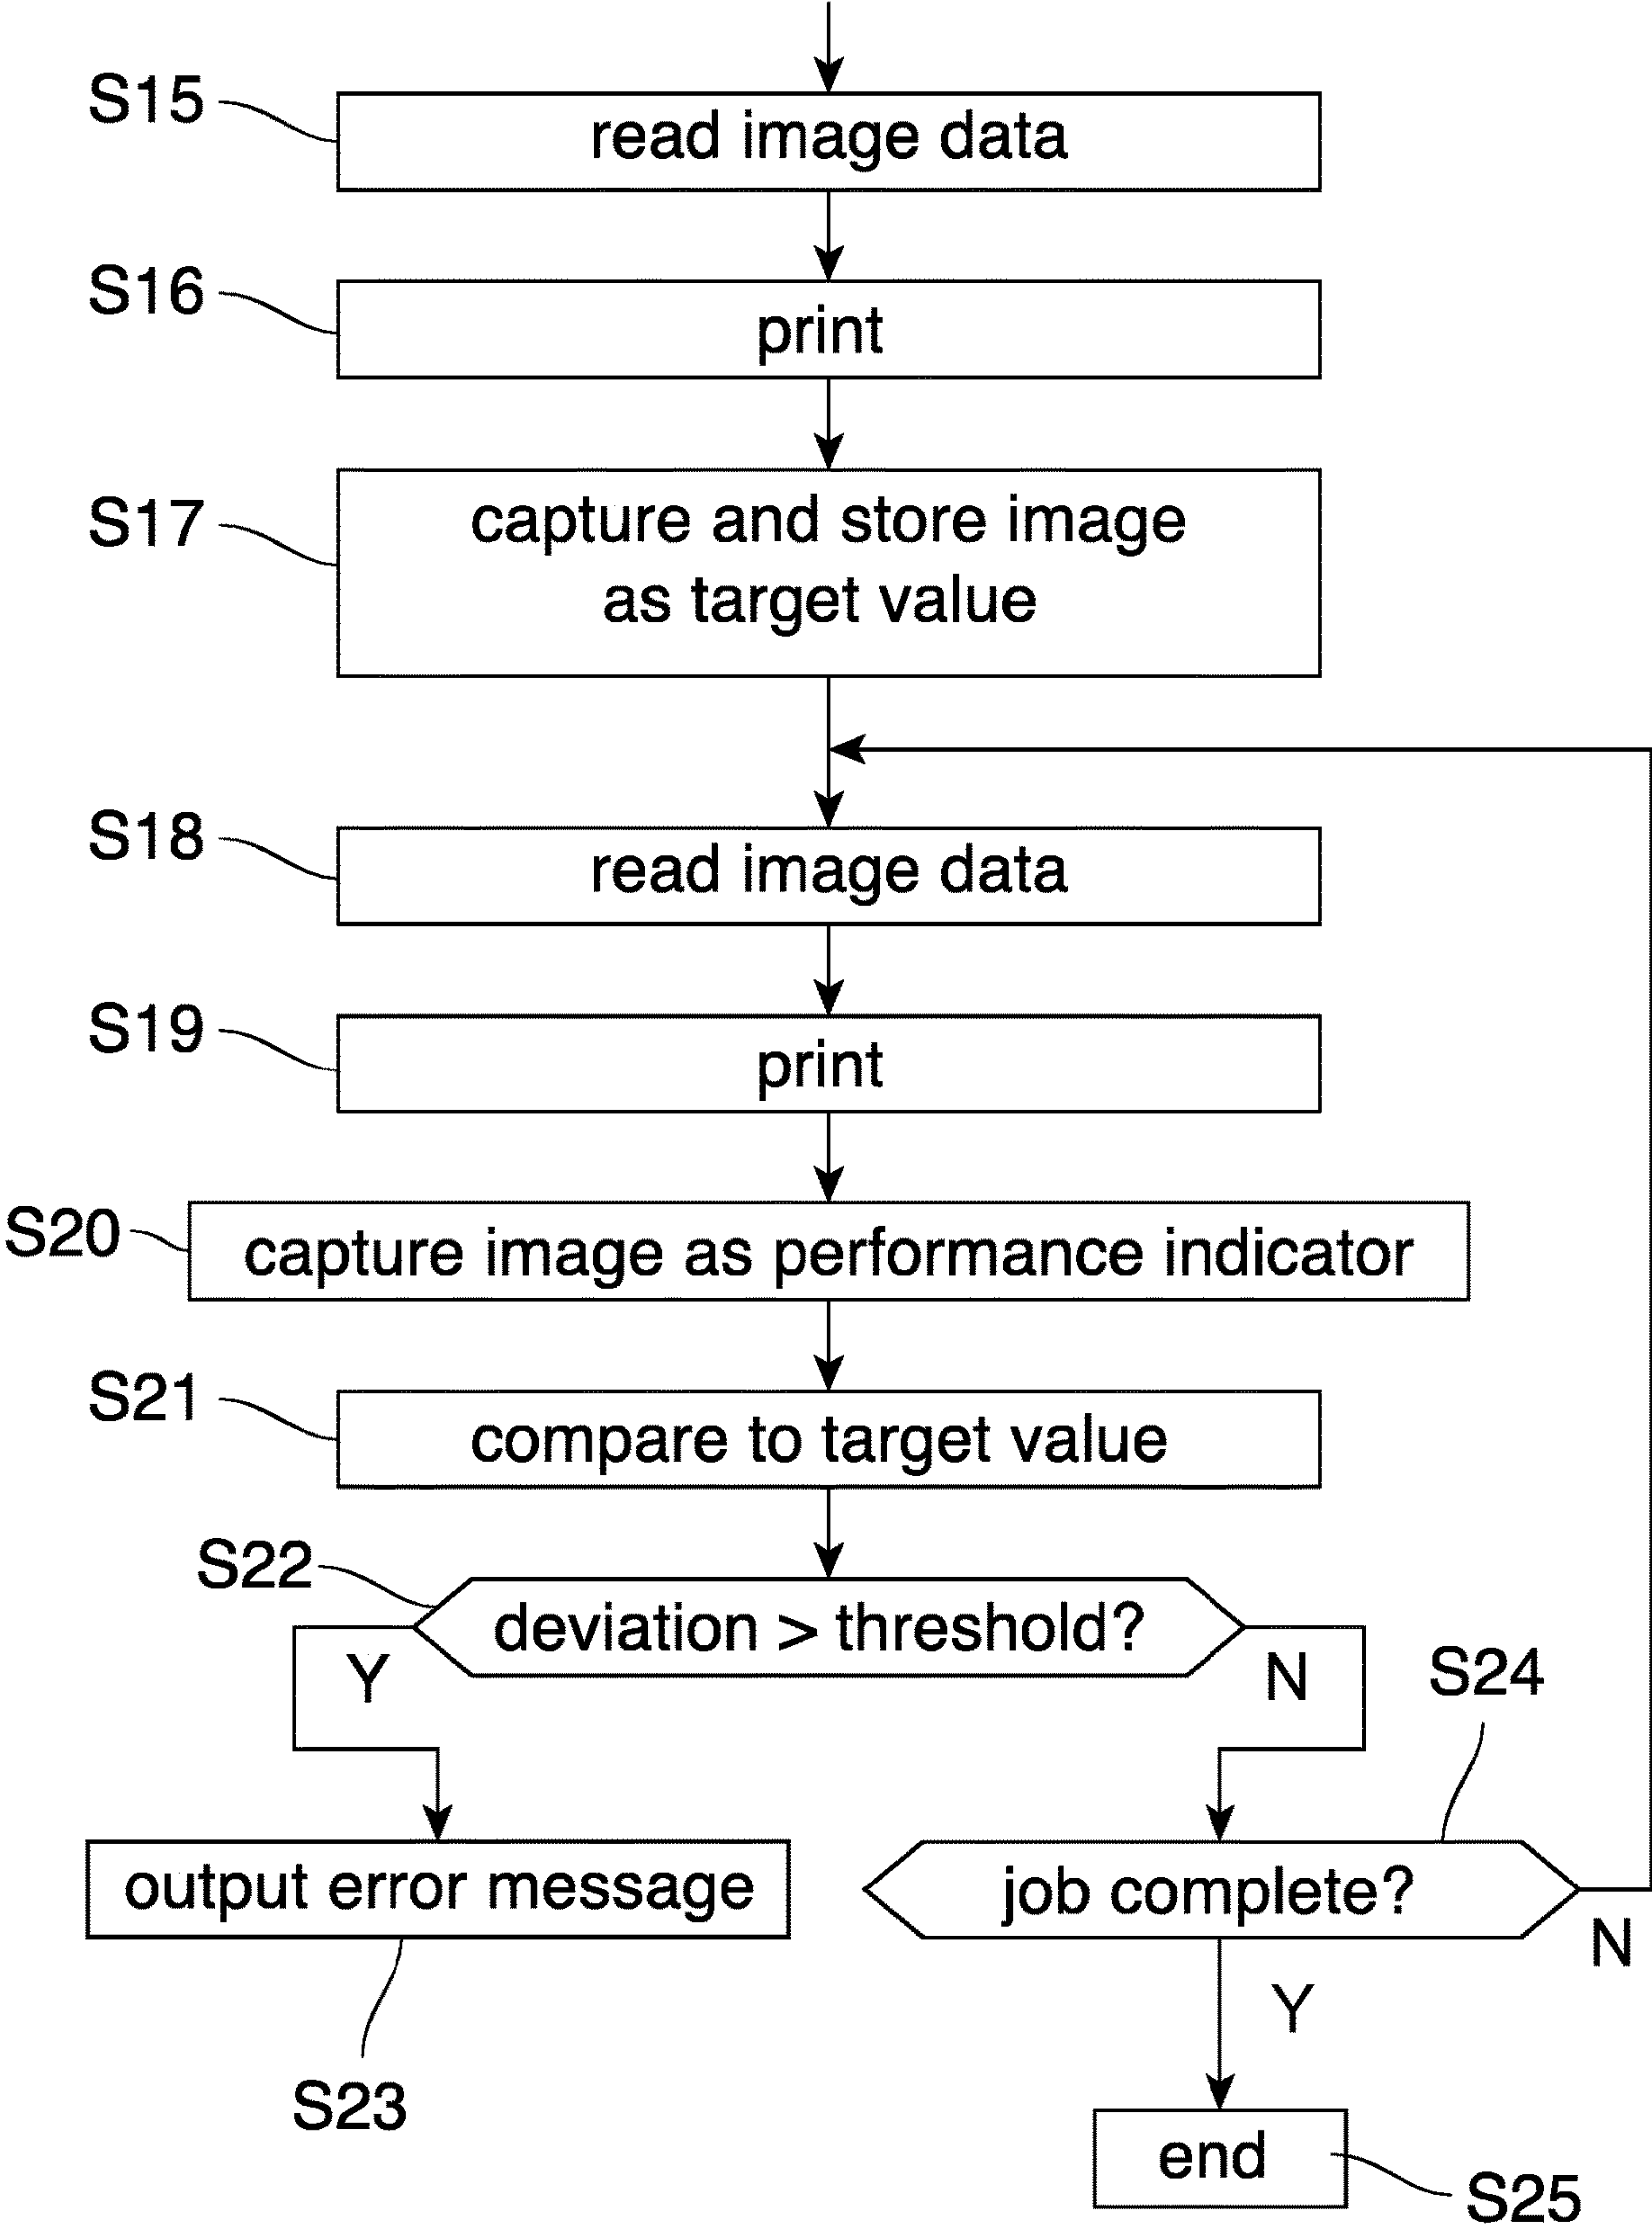 S15
read image data
S16
print
S17
capture and store image
as target value
S18
read image data
S19
print
S20
capture image as performance indicator
S21
compare to target value
S22
deviation > threshold?
Y
N
S24
output error message
job complete?
N
Y
S23
end
S25